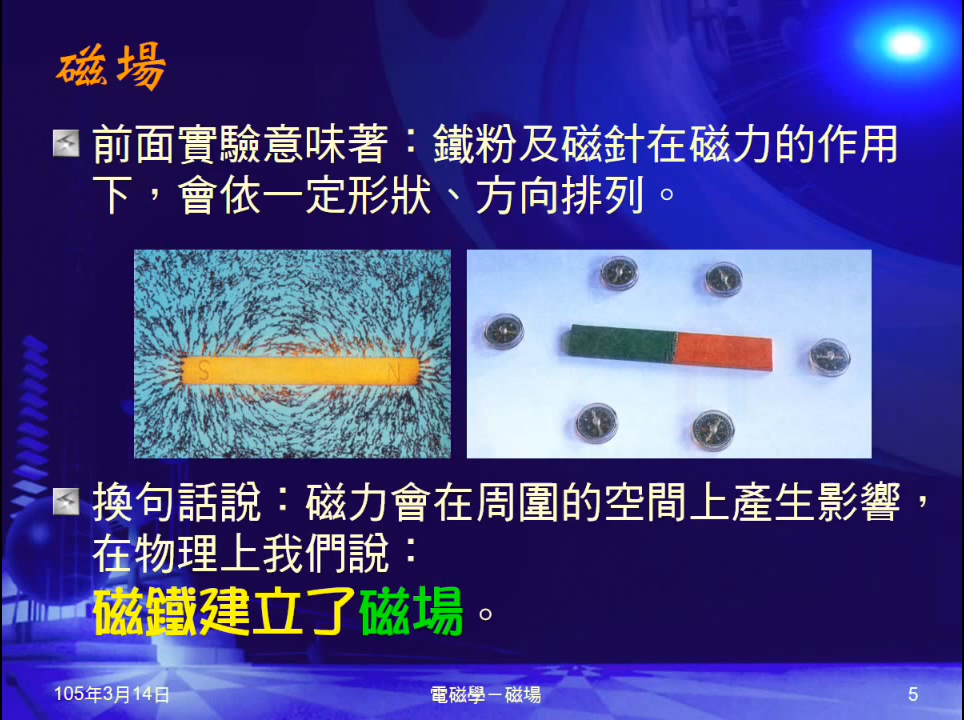 磁場
前面實驗意味著：鐵粉及磁針在磁力的作用
下，會依一定形狀、方向排列。
S N
換句話說：磁力會在周圍的空間上產生影響，
在物理上我們說：
磁鐵建立了磁場。
105年3月14日 電磁學－磁場 5